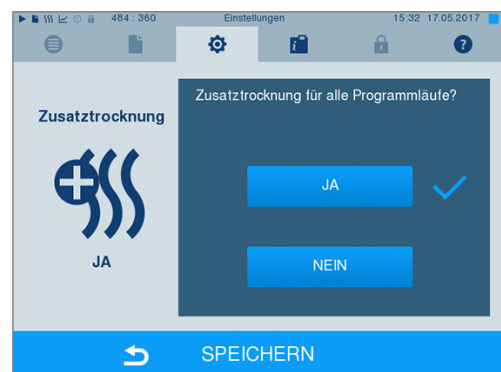 484 : 360 Einstellungen 15:32 17.05.2017
Zusatztrocknung für alle Programmläufe?
Zusatztrocknung
JA
JA
NEIN
SPEICHERN